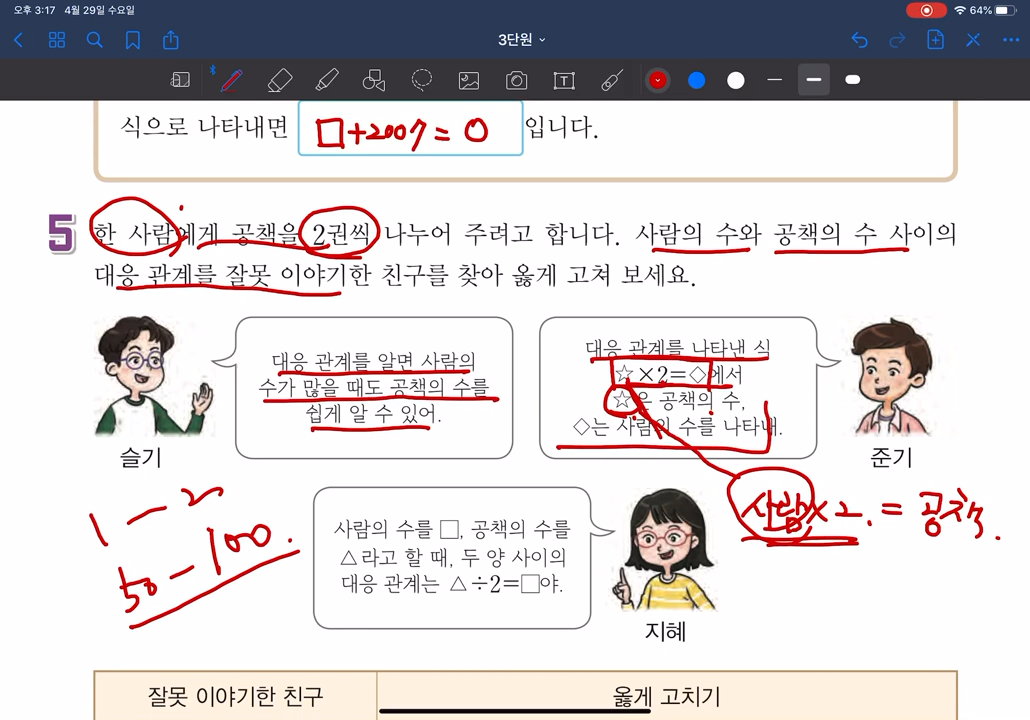 오후 3:17 4월 29일 수요일
64%
3단원
식으로 나타내면 □+2007=○ 입니다.
5 한 사람에게 공책을 2권씩 나누어 주려고 합니다. 사람의 수와 공책의 수 사이의
대응 관계를 잘못 이야기한 친구를 찾아 옳게 고쳐 보세요.
대응 관계를 알면 사람의
수가 많을 때도 공책의 수를
쉽게 알 수 있어.
슬기
대응 관계를 나타낸 식
☆×2=◇에서
☆은 공책의 수,
◇는 사람의 수를 나타내.
준기
사람×2=공책
1-2
50-100.
사람의 수를 □, 공책의 수를
△라고 할 때, 두 양 사이의
대응 관계는 △÷2=□야.
지혜
잘못 이야기한 친구 옳게 고치기